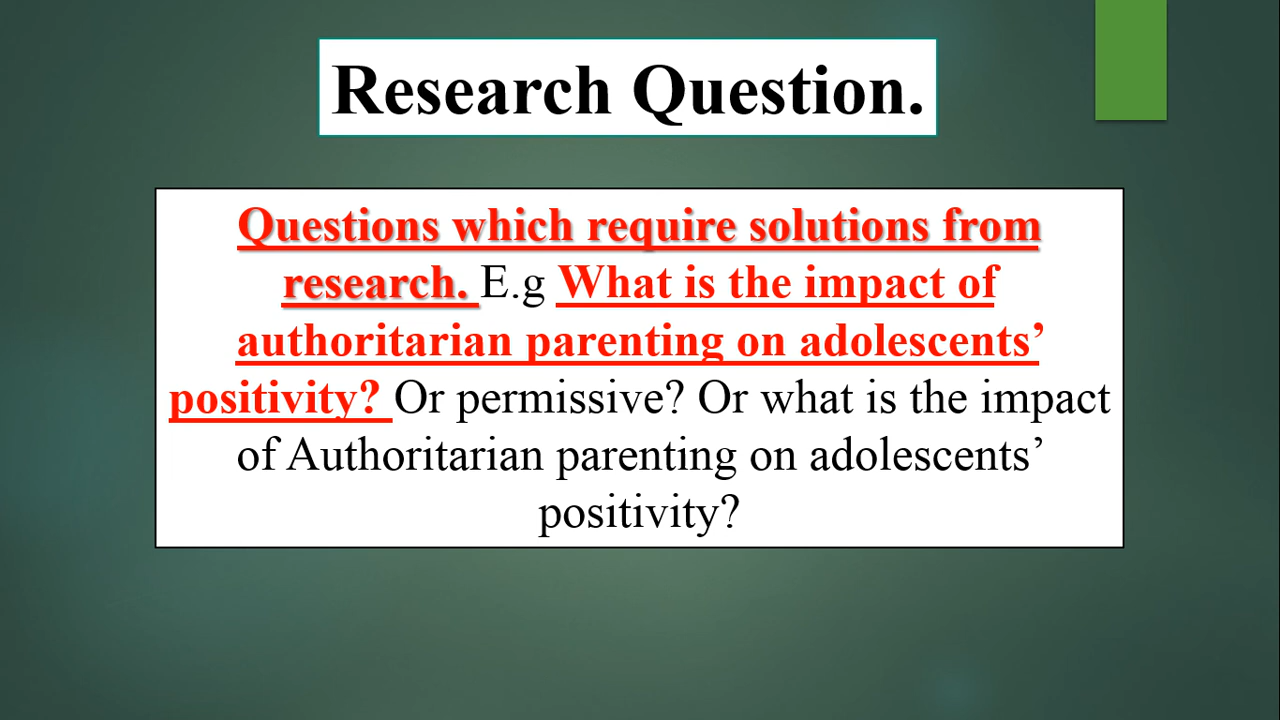 Research Question.
Questions which require solutions from
research. E.g What is the impact of
authoritarian parenting on adolescents’
positivity? Or permissive? Or what is the impact
of Authoritarian parenting on adolescents’
positivity?